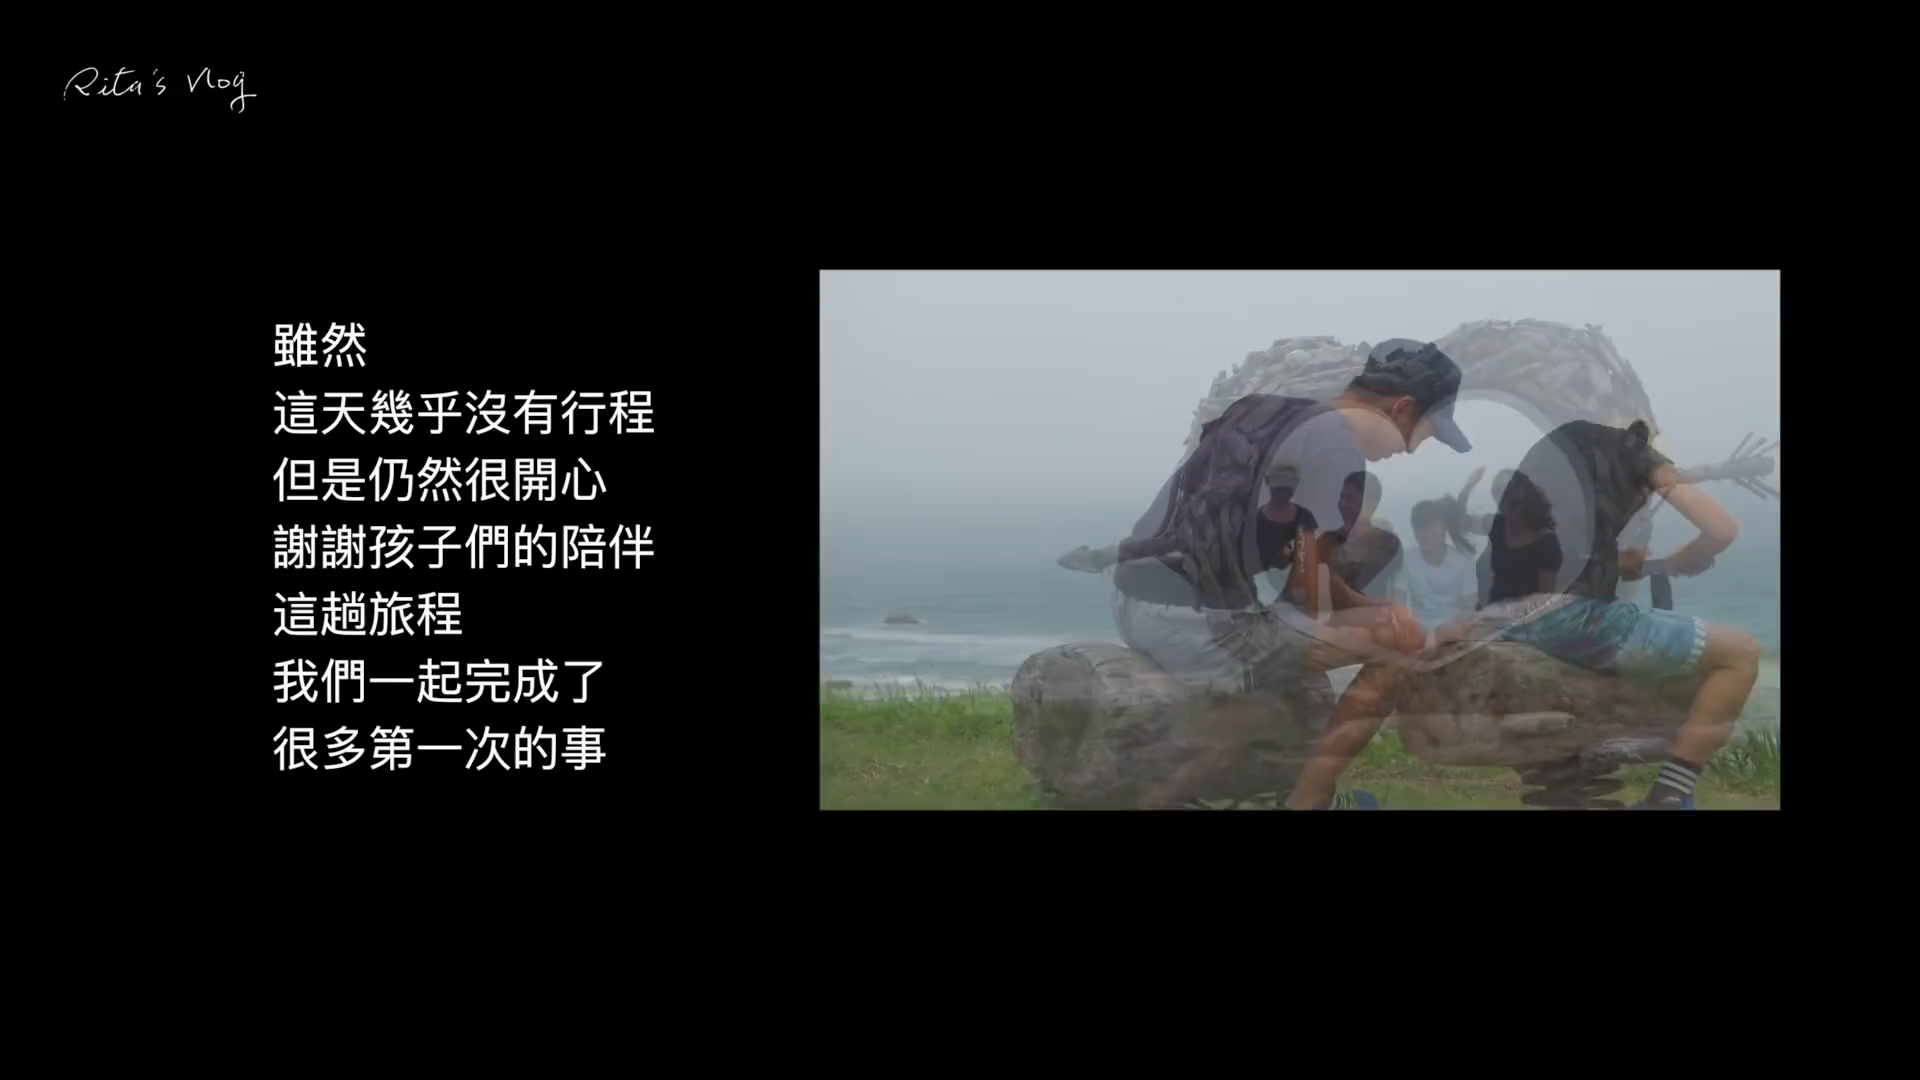 Rita's Vlog
雖然
這天幾乎沒有行程
但是仍然很開心
謝謝孩子們的陪伴
這趟旅程
我們一起完成了
很多第一次的事